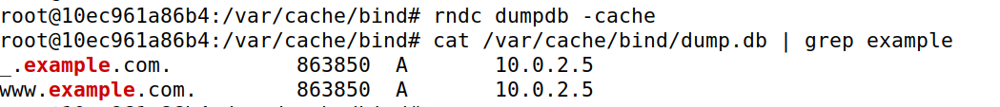 root@10ec961a86b4:/var/cache/bind# rndc dumpdb -cache
root@10ec961a86b4:/var/cache/bind# cat /var/cache/bind/dump.db | grep example
_.example.com. 863850 A 10.0.2.5
www.example.com. 863850 A 10.0.2.5